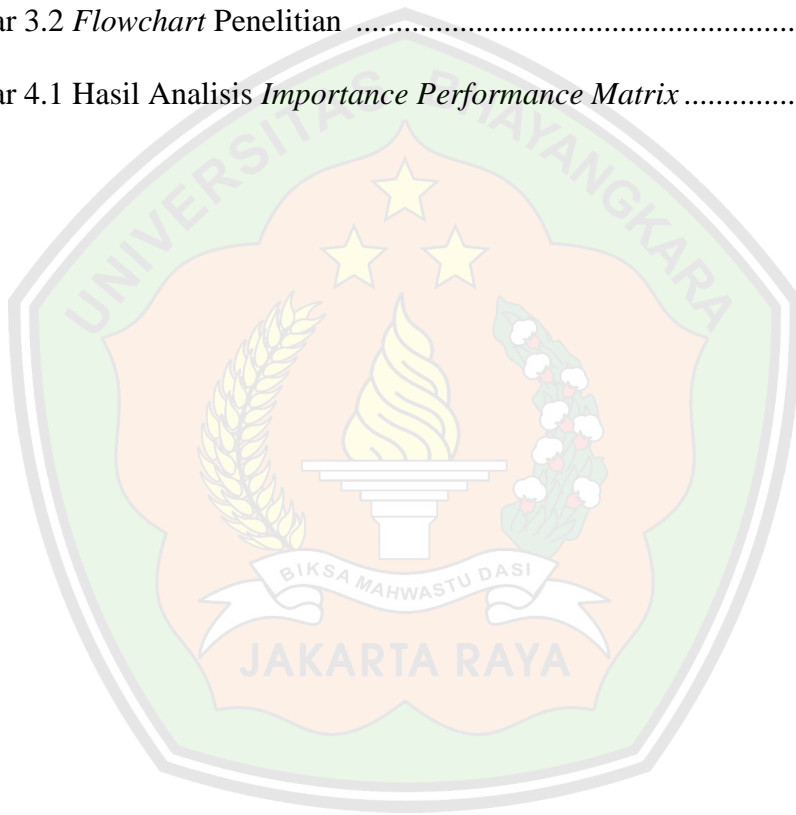 ar 3.2 Flowchart Penelitian ....................................................
ar 4.1 Hasil Analisis Importance Performance Matrix ..............
UNIVERSITAS BHAYANGKARA
BIKSA MAHWASTU DASI
JAKARTA RAYA